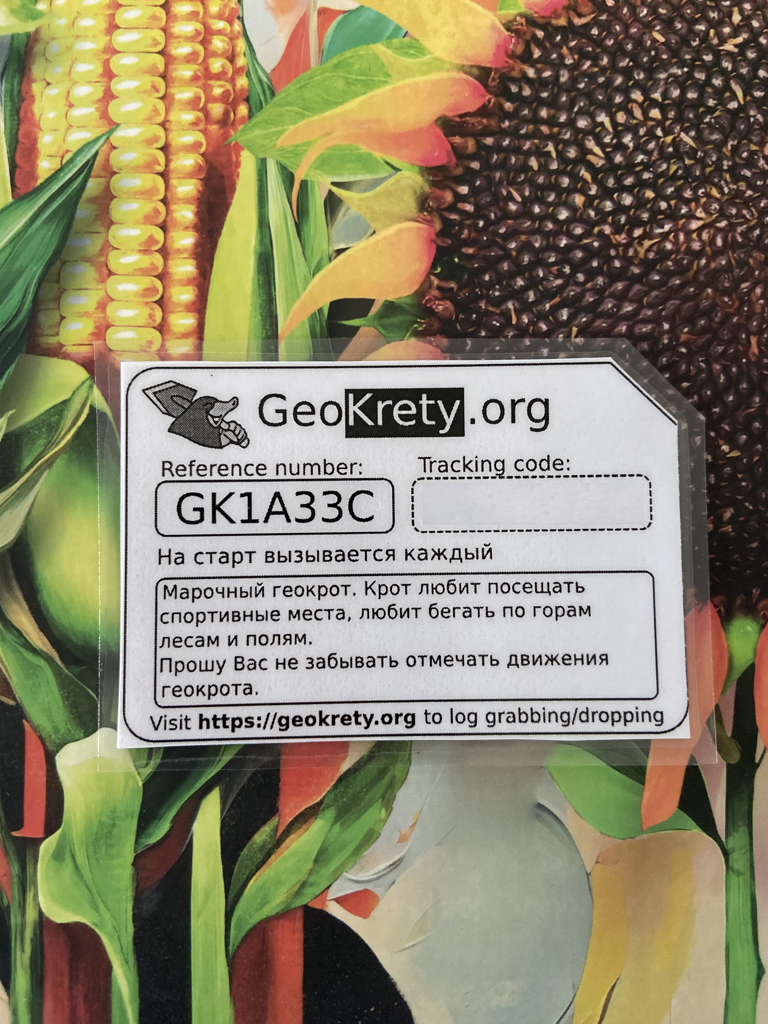 GeoKrety.org
Reference number:
Tracking code:
GK1A33C
На старт вызывается каждый
Марочный геокрот. Крот любит посещать
спортивные места, любит бегать по горам
лесам и полям.
Прошу Вас не забывать отмечать движения
геокрота.
Visit https://geokrety.org to log grabbing/dropping